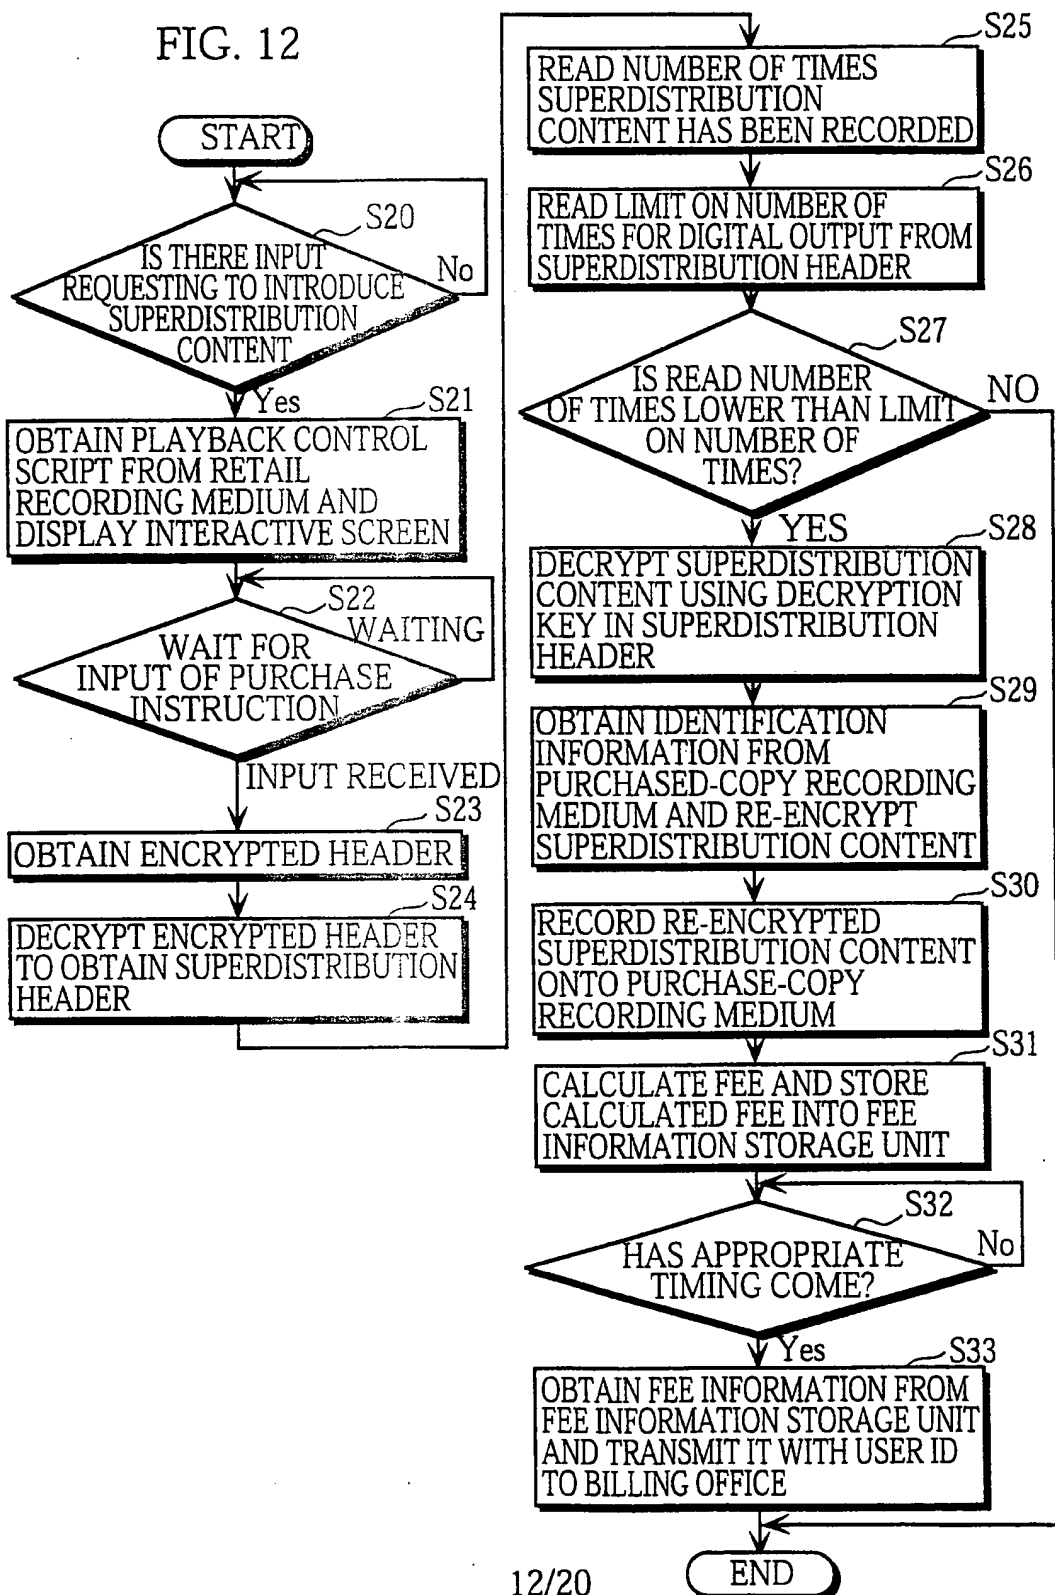 FIG. 12
START
S20
IS THERE INPUT
REQUESTING TO INTRODUCE
SUPERDISTRIBUTION
CONTENT
No
Yes
S21
OBTAIN PLAYBACK CONTROL
SCRIPT FROM RETAIL
RECORDING MEDIUM AND
DISPLAY INTERACTIVE SCREEN
S22
WAITING
WAIT FOR
INPUT OF PURCHASE
INSTRUCTION
INPUT RECEIVED
S23
OBTAIN ENCRYPTED HEADER
S24
DECRYPT ENCRYPTED HEADER
TO OBTAIN SUPERDISTRIBUTION
HEADER
S25
READ NUMBER OF TIMES
SUPERDISTRIBUTION
CONTENT HAS BEEN RECORDED
S26
READ LIMIT ON NUMBER OF
TIMES FOR DIGITAL OUTPUT FROM
SUPERDISTRIBUTION HEADER
S27
IS READ NUMBER
OF TIMES LOWER THAN LIMIT
ON NUMBER OF
TIMES?
NO
YES
S28
DECRYPT SUPERDISTRIBUTION
CONTENT USING DECRYPTION
KEY IN SUPERDISTRIBUTION
HEADER
S29
OBTAIN IDENTIFICATION
INFORMATION FROM
PURCHASED-COPY RECORDING
MEDIUM AND RE-ENCRYPT
SUPERDISTRIBUTION CONTENT
S30
RECORD RE-ENCRYPTED
SUPERDISTRIBUTION CONTENT
ONTO PURCHASE-COPY
RECORDING MEDIUM
S31
CALCULATE FEE AND STORE
CALCULATED FEE INTO FEE
INFORMATION STORAGE UNIT
S32
HAS APPROPRIATE
TIMING COME?
No
Yes
S33
OBTAIN FEE INFORMATION FROM
FEE INFORMATION STORAGE UNIT
AND TRANSMIT IT WITH USER ID
TO BILLING OFFICE
END
12/20